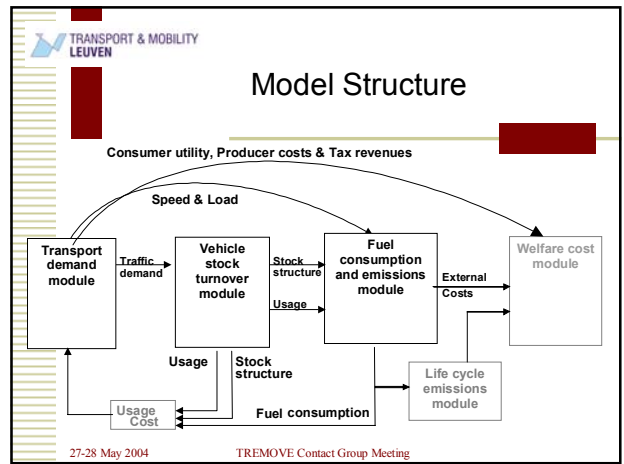 TRANSPORT & MOBILITY
LEUVEN
Model Structure
Consumer utility, Producer costs & Tax revenues
Speed & Load
Transport
demand
module
Traffic
demand
Vehicle
stock
turnover
module
Stock
structure
Usage
Fuel
consumption
and emissions
module
External
Costs
Welfare cost
module
Usage
Stock
structure
Life cycle
emissions
module
Usage
Cost
Fuel consumption
27-28 May 2004
TREMOVE Contact Group Meeting